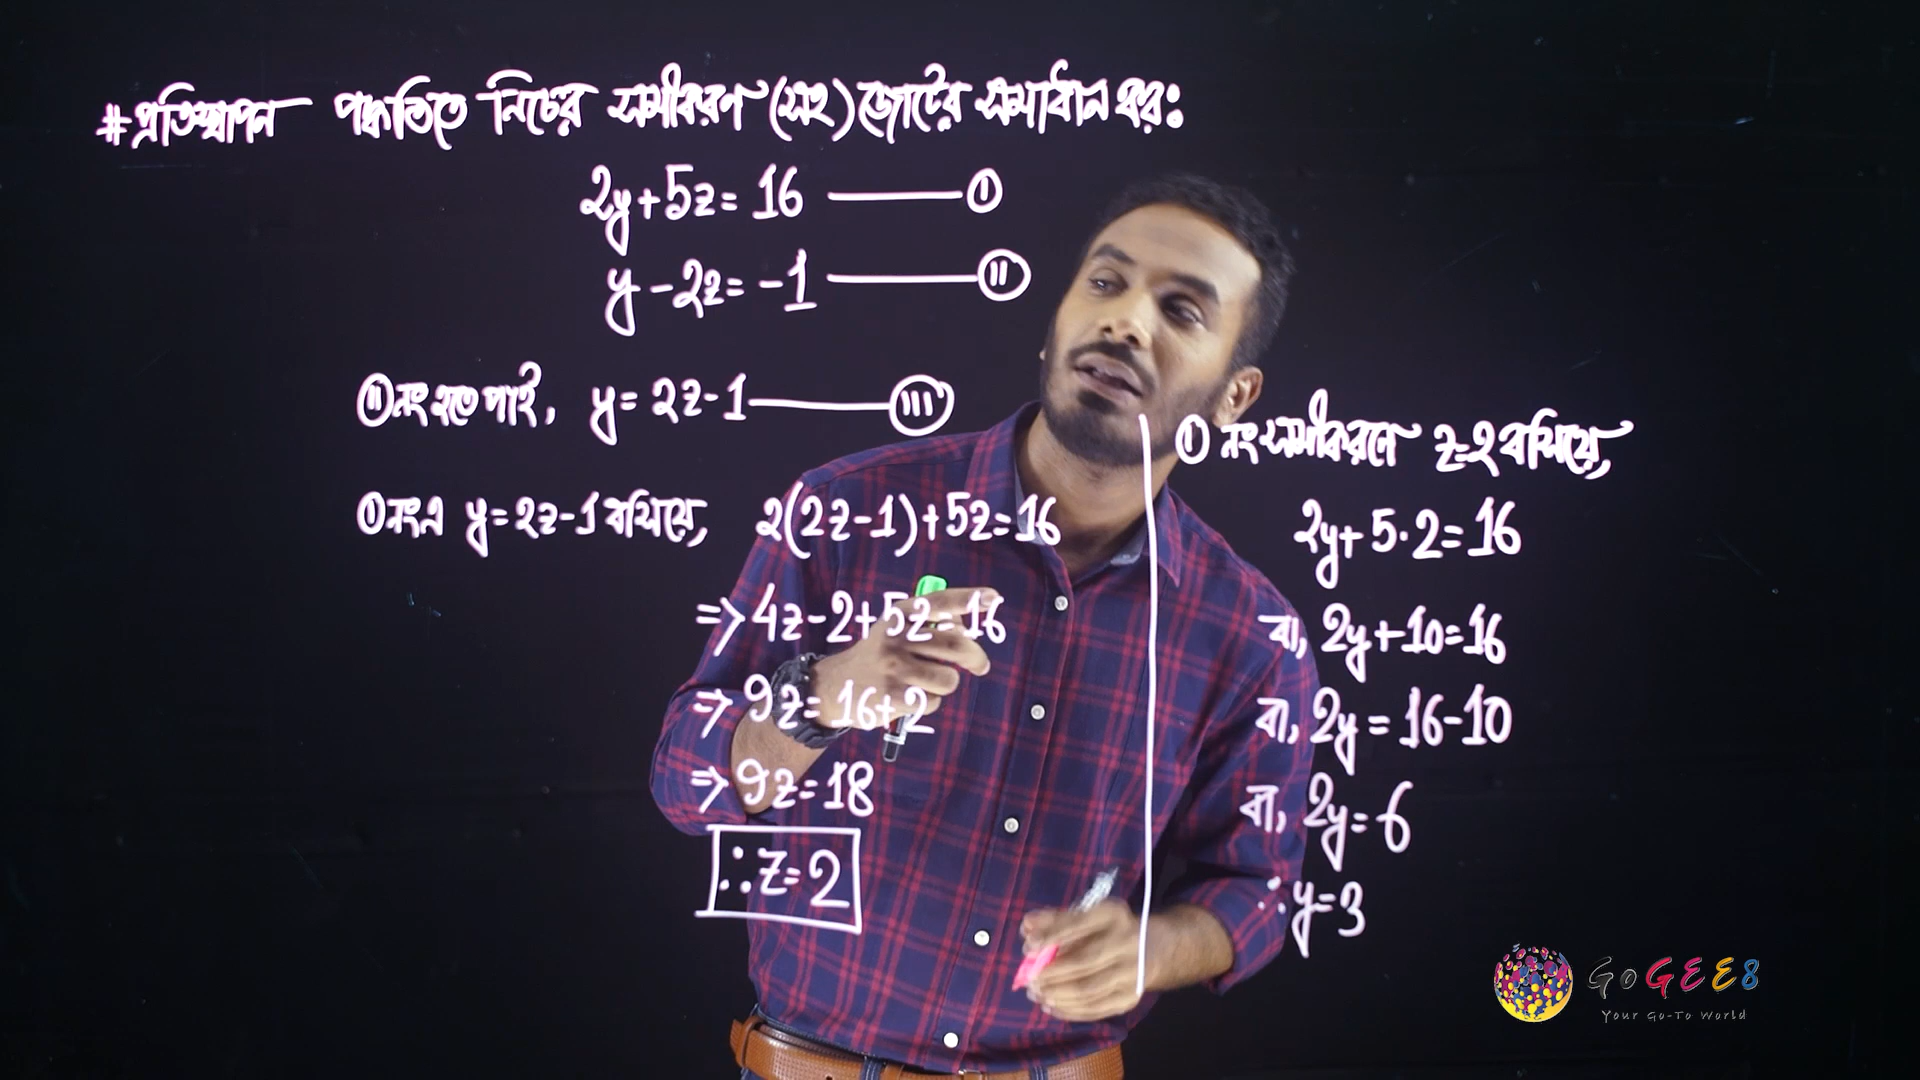 # প্রতিস্থাপন পদ্ধতিতে নিচের সমীকরণ (সহ) জোটের সমাধান কর:
2y+5z= 16 ——— (I)
y -2z= -1 ——— (II)
(II) নং হতে পাই, y= 2z-1 ——— (III)
(I) নং এ y=2z-1 বসিয়ে, 2(2z-1)+5z=16
=> 4z-2+5z=16
=> 9z=16+2
=> 9z=18
∴z=2
(I) নং সমীকরণে z=2 বসিয়ে,
2y+ 5·2=16
বা, 2y+10=16
বা, 2y=16-10
বা, 2y=6
∴y=3
GOGEE8
Your Go-To World